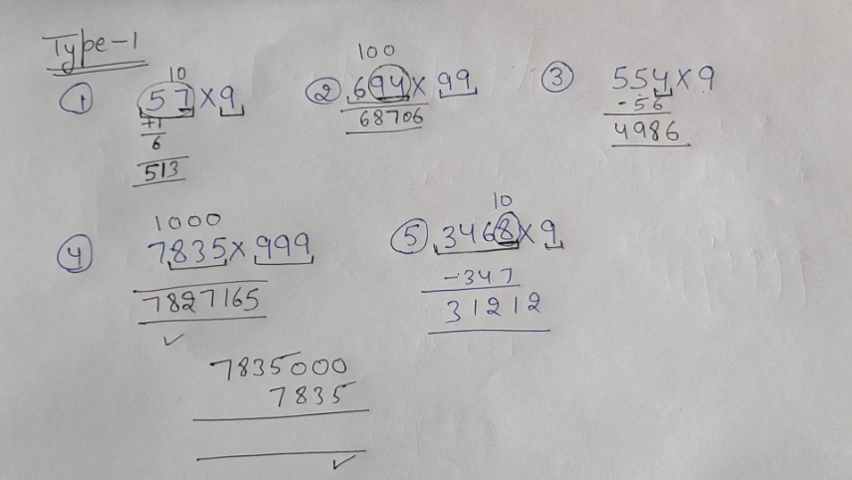 Type-1
10
① 57 × 9
+1
6
513
100
② 694 × 99
68706
③ 554 × 9
-56
4986
1000
④ 7835 × 999
7827165
✓
7835000
7835
✓
10
⑤ 3468 × 9
-347
31212